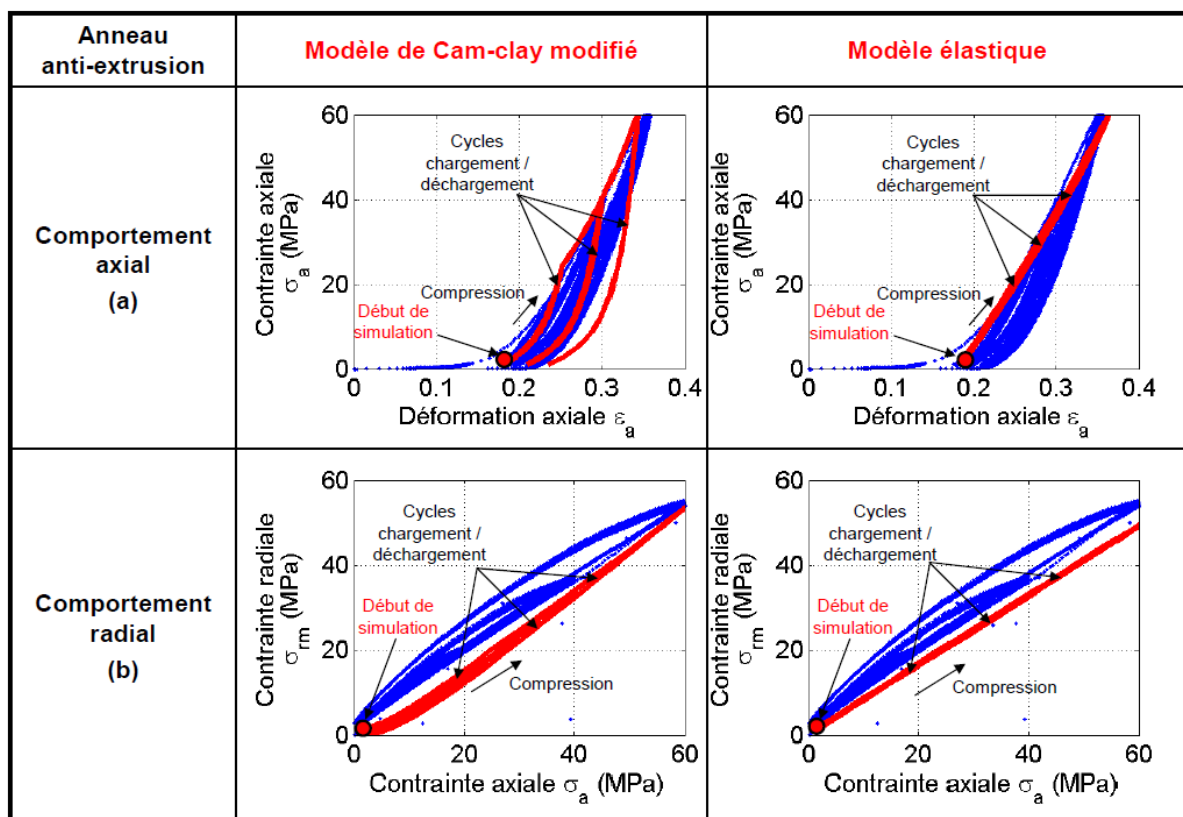 Anneau
anti-extrusion
Modèle de Cam-clay modifié
Modèle élastique
Comportement
axial
(a)
60
40
20
0
0
0.1
0.2
0.3
0.4
Contrainte axiale
σa (MPa)
Déformation axiale εa
Cycles
chargement /
déchargement
Compression
Début de
simulation
60
40
20
0
0
0.1
0.2
0.3
0.4
Contrainte axiale
σa (MPa)
Déformation axiale εa
Cycles
chargement /
déchargement
Compression
Début de
simulation
Comportement
radial
(b)
60
40
20
0
0
20
40
60
Contrainte radiale
σrm (MPa)
Contrainte axiale σa (MPa)
Cycles
chargement /
déchargement
Début de
simulation
Compression
60
40
20
0
0
20
40
60
Contrainte radiale
σrm (MPa)
Contrainte axiale σa (MPa)
Cycles
chargement /
déchargement
Début de
simulation
Compression